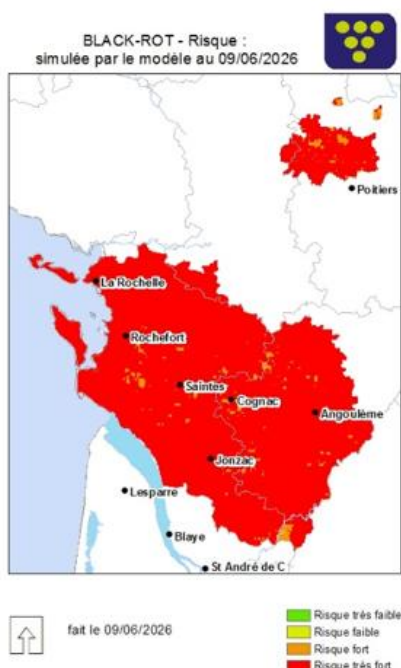 BLACK-ROT - Risque :
simulée par le modèle au 09/06/2026
Poitiers
La Rochelle
Rochefort
Saintes
Cognac
Angoulème
Jonzac
Lesparre
Blaye
St André de C
fait le 09/06/2026
Risque très faible
Risque faible
Risque fort
Risque très fort